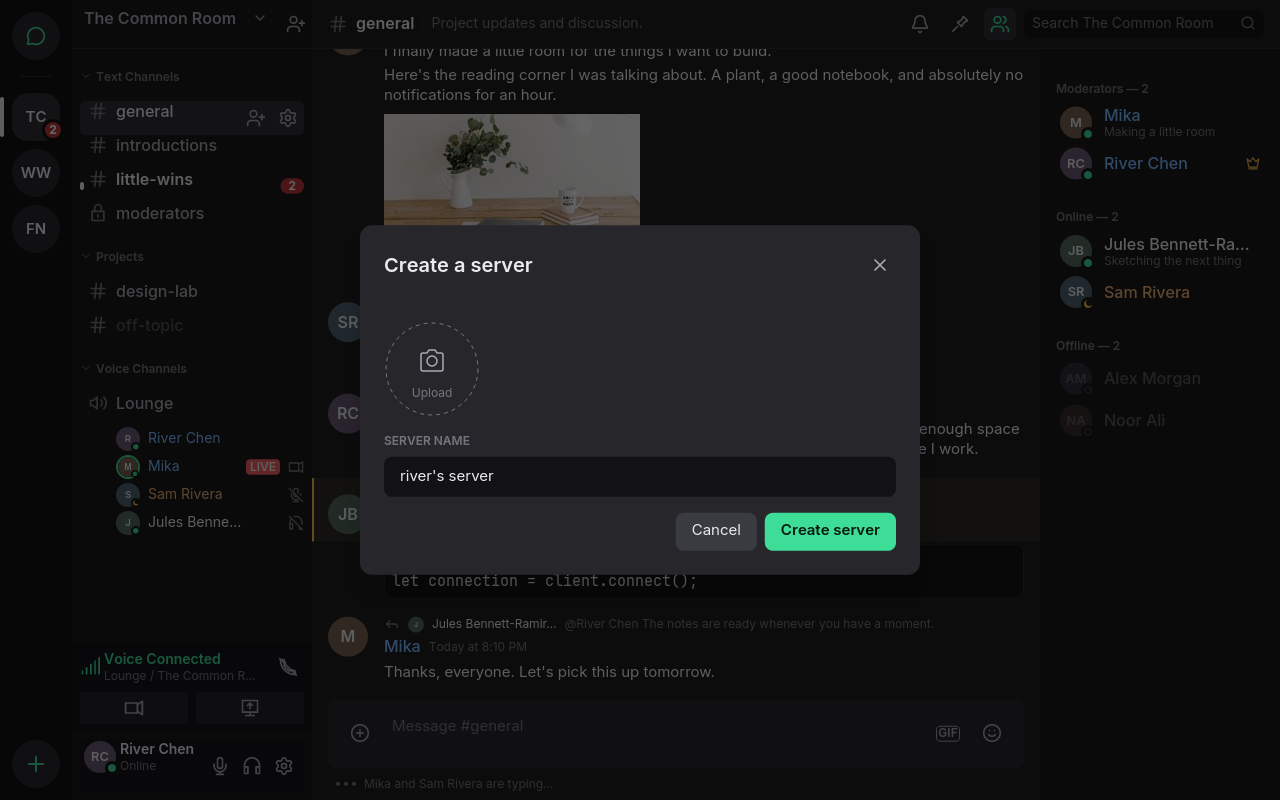 The Common Room
# general
Project updates and discussion.
Search The Common Room
TC
2
WW
FN
Text Channels
general
introductions
little-wins
2
moderators
Projects
design-lab
off-topic
Voice Channels
Lounge
R
River Chen
M
Mika
LIVE
S
Sam Rivera
J
Jules Benne...
Voice Connected
Lounge / The Common R...
RC
River Chen
Online
I finally made a little room for the things I want to build.
Here's the reading corner I was talking about. A plant, a good notebook, and absolutely no
notifications for an hour.
SR
RC
enough space
e I work.
JB
Create a server
Upload
SERVER NAME
river's server
Cancel
Create server
let connection = client.connect();
J
Jules Bennett-Ramir...
@River Chen The notes are ready whenever you have a moment.
M
Mika
Today at 8:10 PM
Thanks, everyone. Let's pick this up tomorrow.
Message #general
GIF
Mika and Sam Rivera are typing...
Moderators — 2
M
Mika
Making a little room
RC
River Chen
Online — 2
JB
Jules Bennett-Ra...
Sketching the next thing
SR
Sam Rivera
Offline — 2
AM
Alex Morgan
NA
Noor Ali